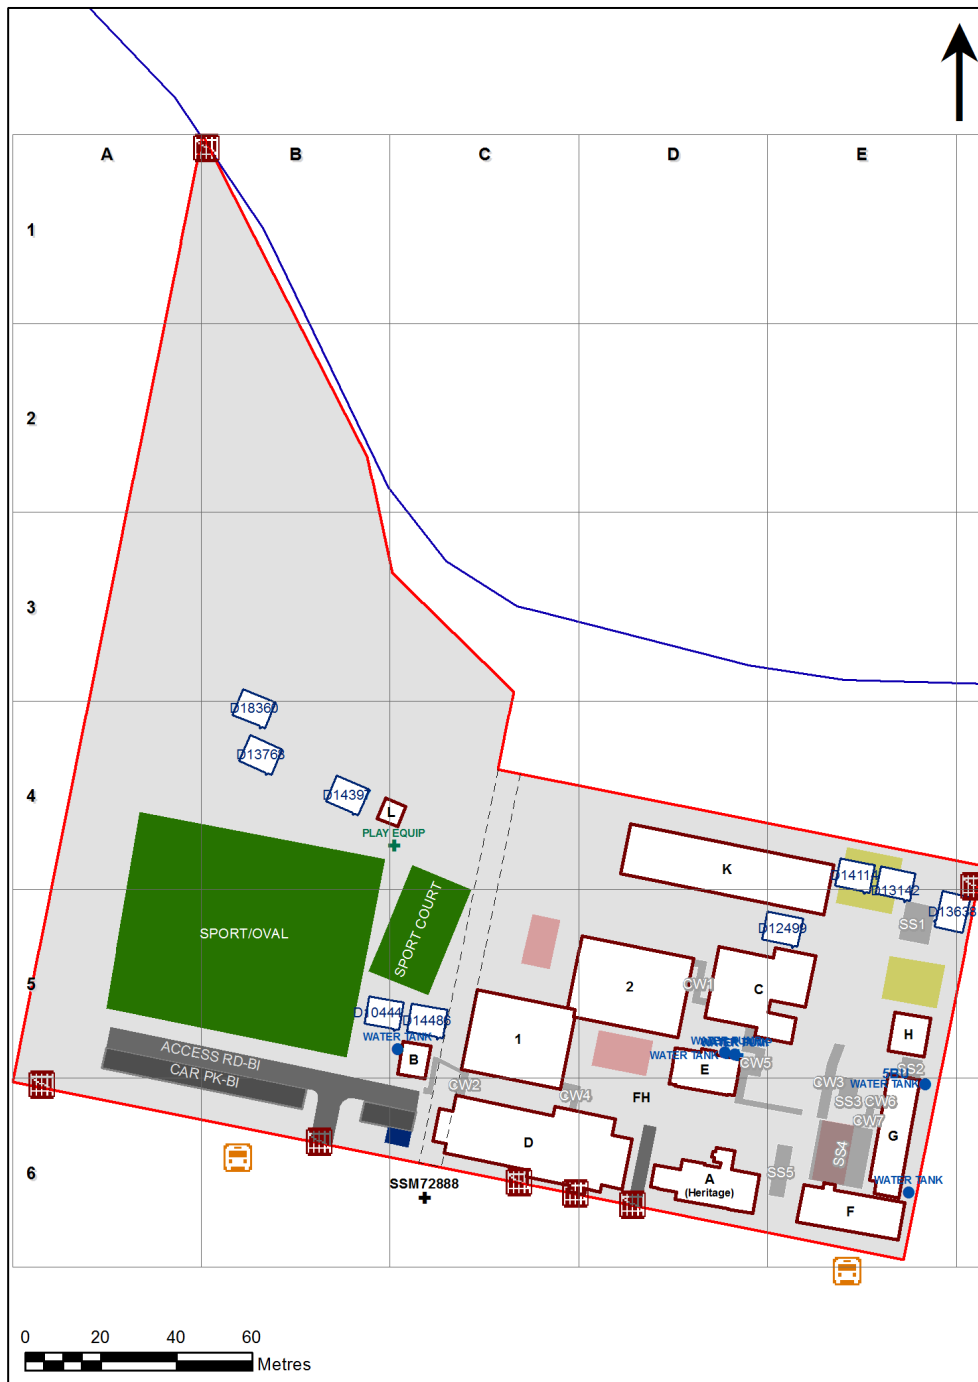 A B C D E
1
2
3
D18360
D13768
D14397
4
L
PLAY EQUIP
K
D14114
D13142
D13638
SS1
D12499
SPORT/OVAL
SPORT COURT
5
2
CW1
C
D10444
D14486
WATER TANK
1
H
B
ACCESS RD-BI
CAR PK-BI
WATER TANK
E
CW5
SS2
WATER TANK
CW2
CW4
FH
CW3
SS3
CW6
CW7
G
D
SS4
6
SS5
A
(Heritage)
WATER TANK
SSM72888
F
0 20 40 60
Metres